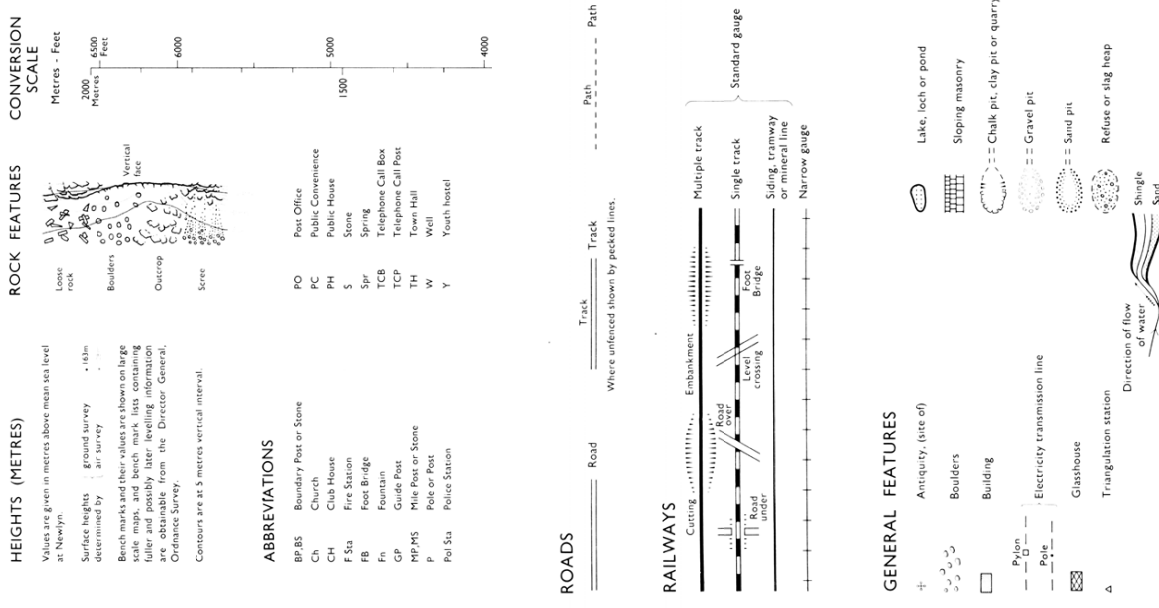 HEIGHTS (METRES)
Values are given in metres above mean sea level
at Newlyn.
Surface heights ground survey +163m
determined by air survey
Bench marks and their values are shown on large
scale maps, and bench mark lists containing
fuller and possibly later levelling information
are obtainable from the Director General,
Ordnance Survey.
Contours are at 5 metres vertical interval.
ROCK FEATURES
Loose
rock
Boulders
Outcrop
Scree
Vertical
face
CONVERSION
SCALE
Metres - Feet
2000
Metres
6500
Feet
6000
5000
1500
4000
ABBREVIATIONS
BP,BS Boundary Post or Stone
Ch Church
CH Club House
F Sta Fire Station
FB Foot Bridge
Fn Fountain
GP Guide Post
MP,MS Mile Post or Stone
P Pole or Post
Pol Sta Police Station
PO Post Office
PC Public Convenience
PH Public House
S Stone
Spr Spring
TCB Telephone Call Box
TCP Telephone Call Post
TH Town Hall
W Well
Y Youth hostel
ROADS
Road
Track Track
Path Path
Where unfenced shown by pecked lines.
RAILWAYS
Cutting Embankment Multiple track
Road
under
Road
over
Level
crossing
Foot
Bridge
Single track
Siding, tramway
or mineral line
Standard gauge
Narrow gauge
GENERAL FEATURES
Antiquity, (site of)
Boulders
Building
Pylon
Pole
Electricity transmission line
Glasshouse
Triangulation station
Lake, loch or pond
Sloping masonry
Chalk pit, clay pit or quarry
Gravel pit
Sand pit
Refuse or slag heap
Direction of flow
of water
Shingle
Sand